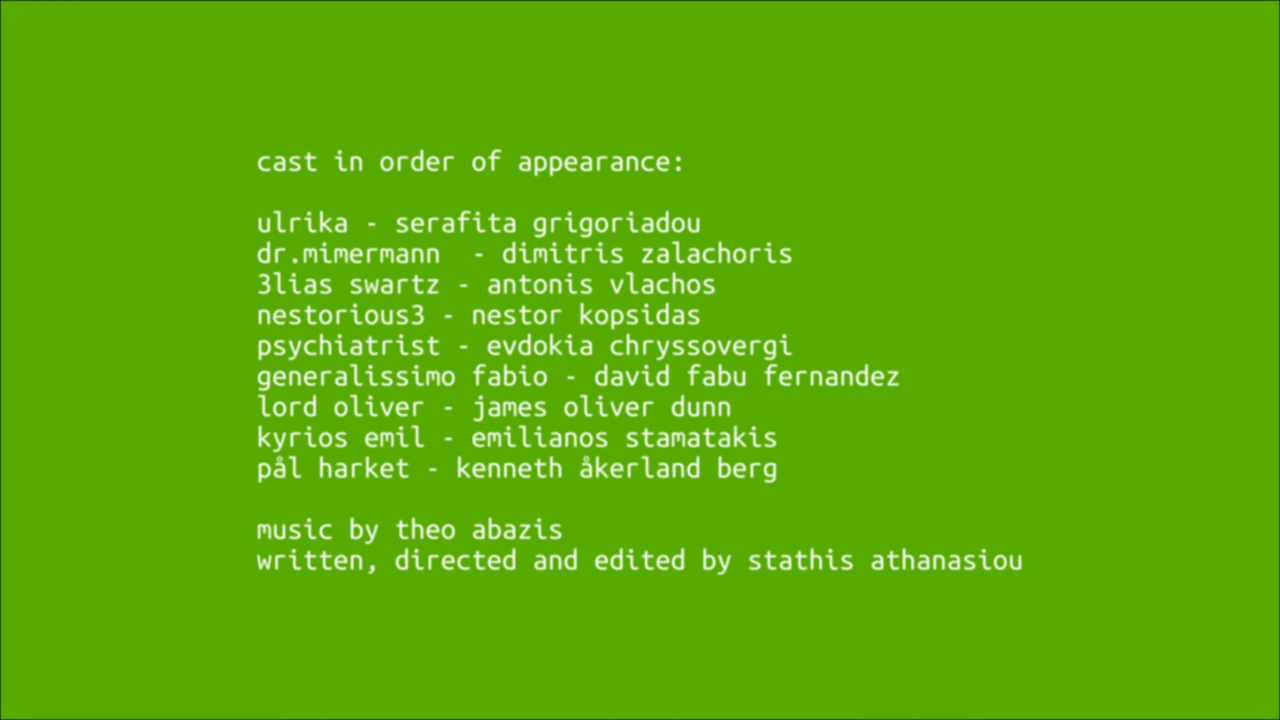 cast in order of appearance:
ulrika - serafita grigoriadou
dr.mimermann  - dimitris zalachoris
3lias swartz - antonis vlachos
nestorious3 - nestor kopsidas
psychiatrist - evdokia chryssovergi
generalissimo fabio - david fabu fernandez
lord oliver - james oliver dunn
kyrios emil - emilianos stamatakis
pål harket - kenneth åkerland berg
music by theo abazis
written, directed and edited by stathis athanasiou